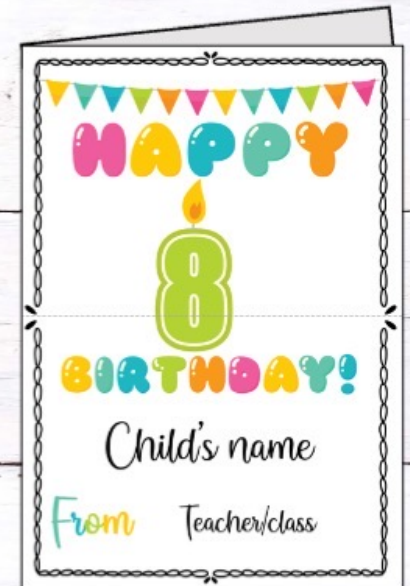 HAPPY
8
BIRTHDAY!
Child's name
From Teacher/class